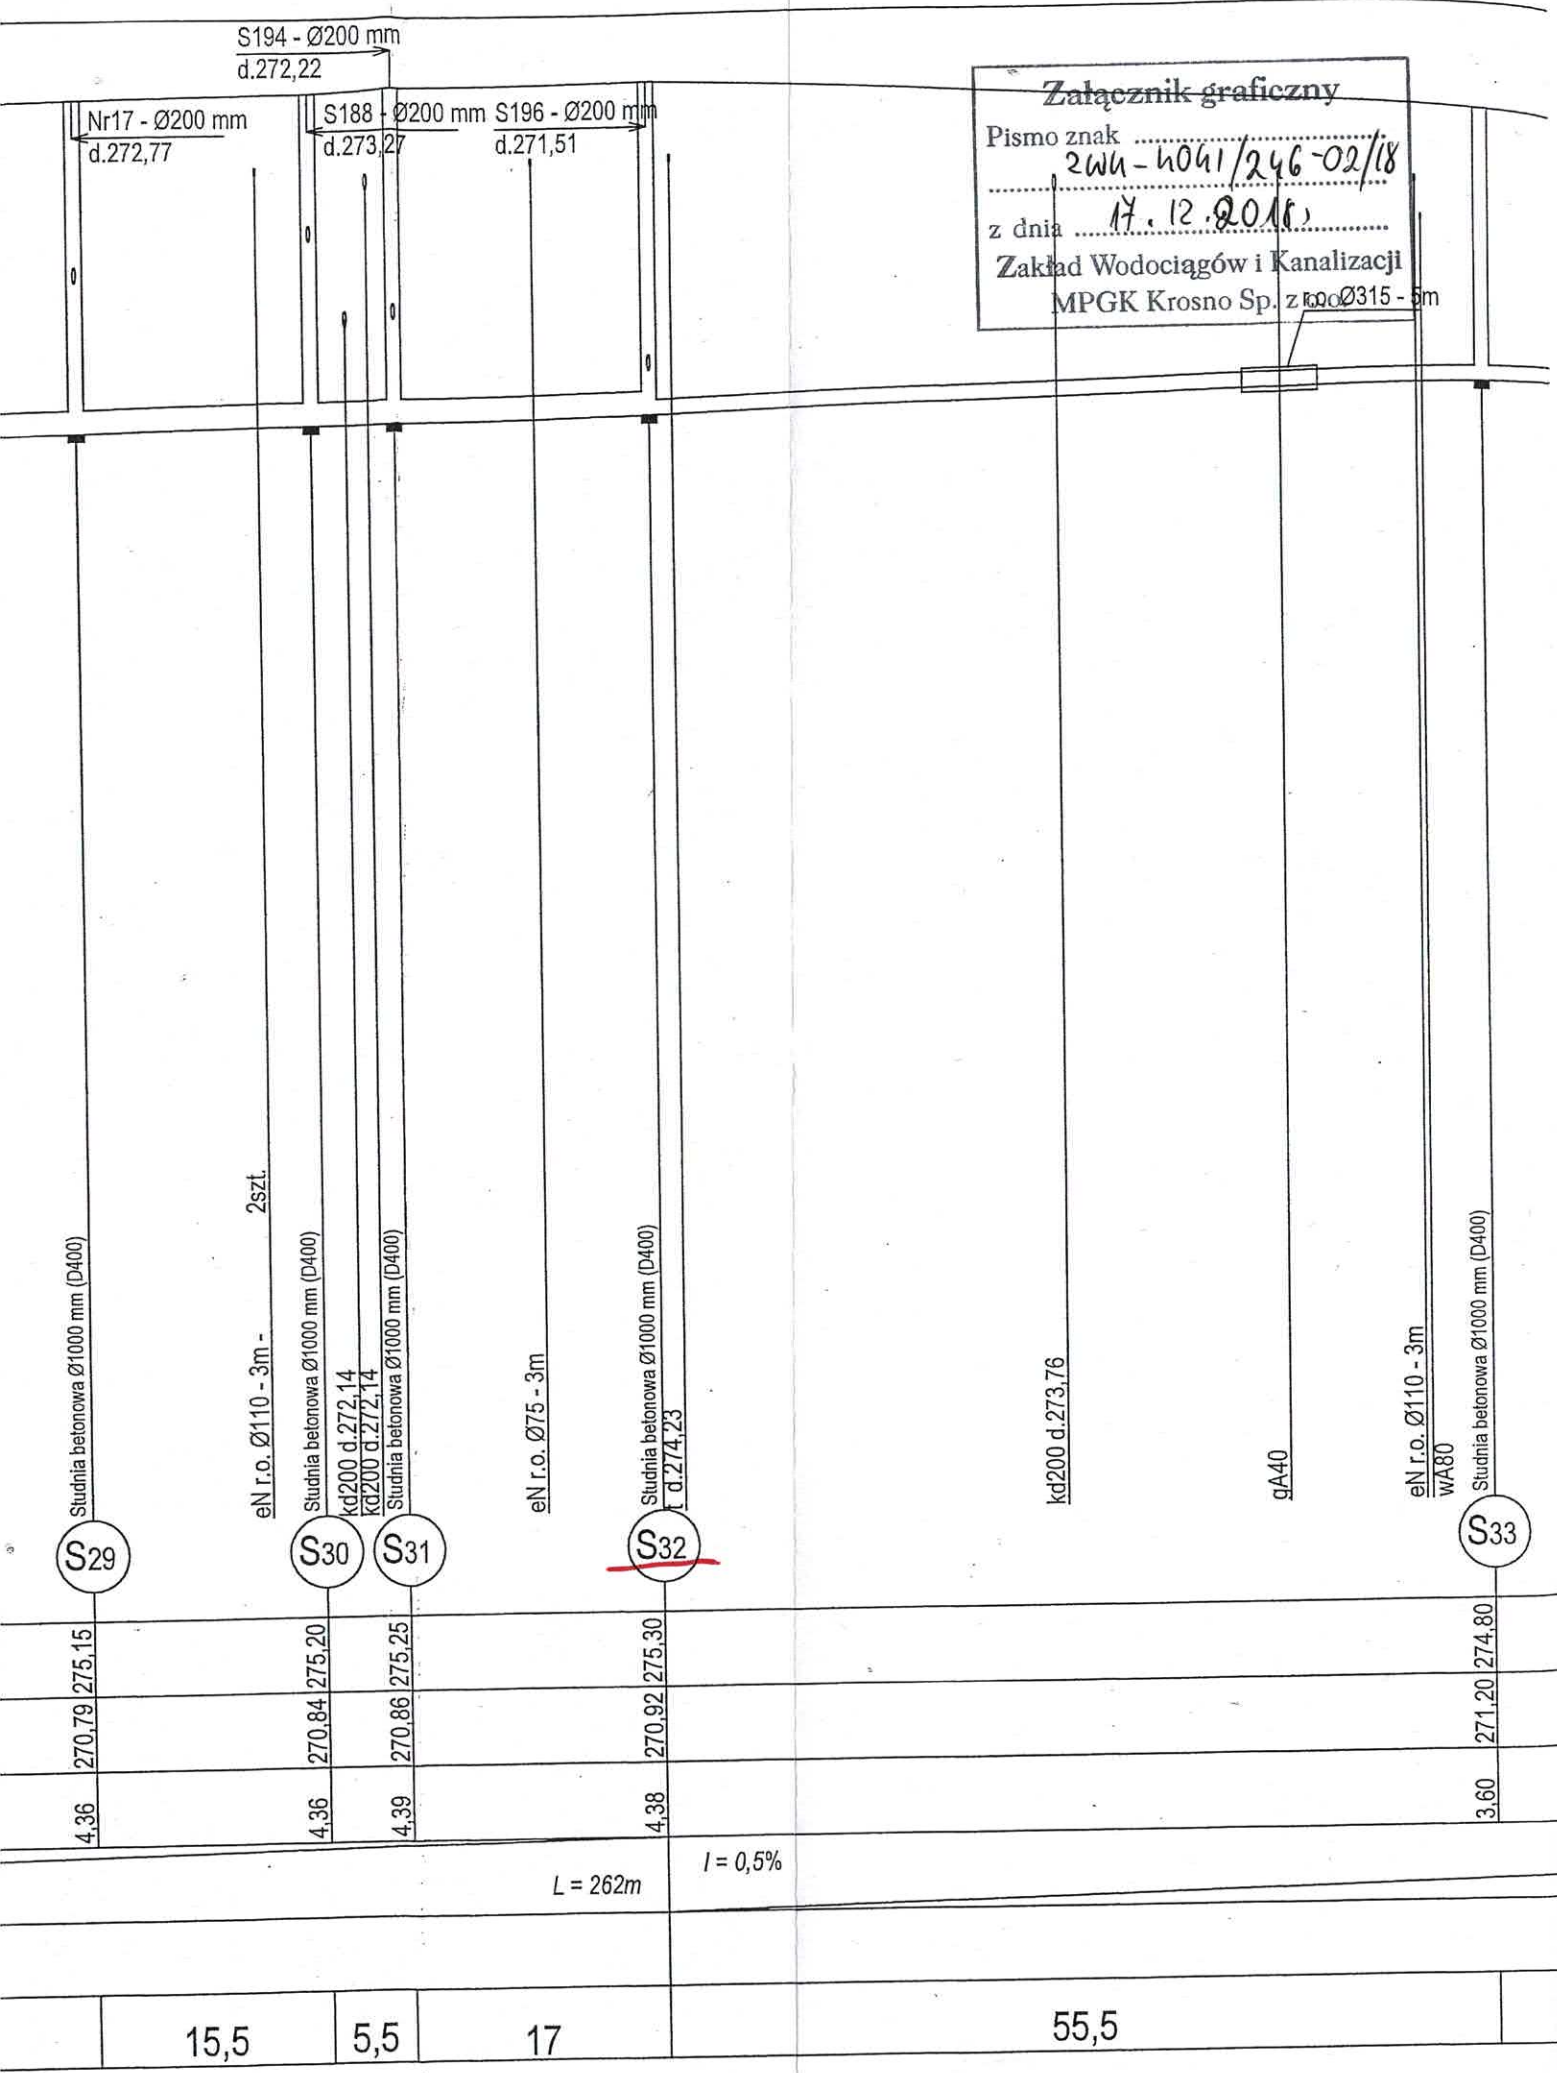 S194 - Ø200 mm
d.272,22
Nr17 - Ø200 mm
d.272,77
S188 - Ø200 mm
d.273,27
S196 - Ø200 mm
d.271,51
Załącznik graficzny
Pismo znak
ZWK-4041/246-02/18
z dnia 17.12.2018
Zakład Wodociągów i Kanalizacji
MPGK Krosno Sp. z o.o.
r.o. Ø315 - 5m
Studnia betonowa Ø1000 mm (D400)
eN r.o. Ø110 - 3m - 2szt.
Studnia betonowa Ø1000 mm (D400)
kd200 d.272,14
kd200 d.272,14
Studnia betonowa Ø1000 mm (D400)
eN r.o. Ø75 - 3m
Studnia betonowa Ø1000 mm (D400)
t d.274,23
kd200 d.273,76
gA40
eN r.o. Ø110 - 3m
wA80
Studnia betonowa Ø1000 mm (D400)
S29 S30 S31 S32 S33
275,15 275,20 275,25 275,30 274,80
270,79 270,84 270,86 270,92 271,20
4,36 4,36 4,39 4,38 3,60
L = 262m
I = 0,5%
15,5 5,5 17 55,5